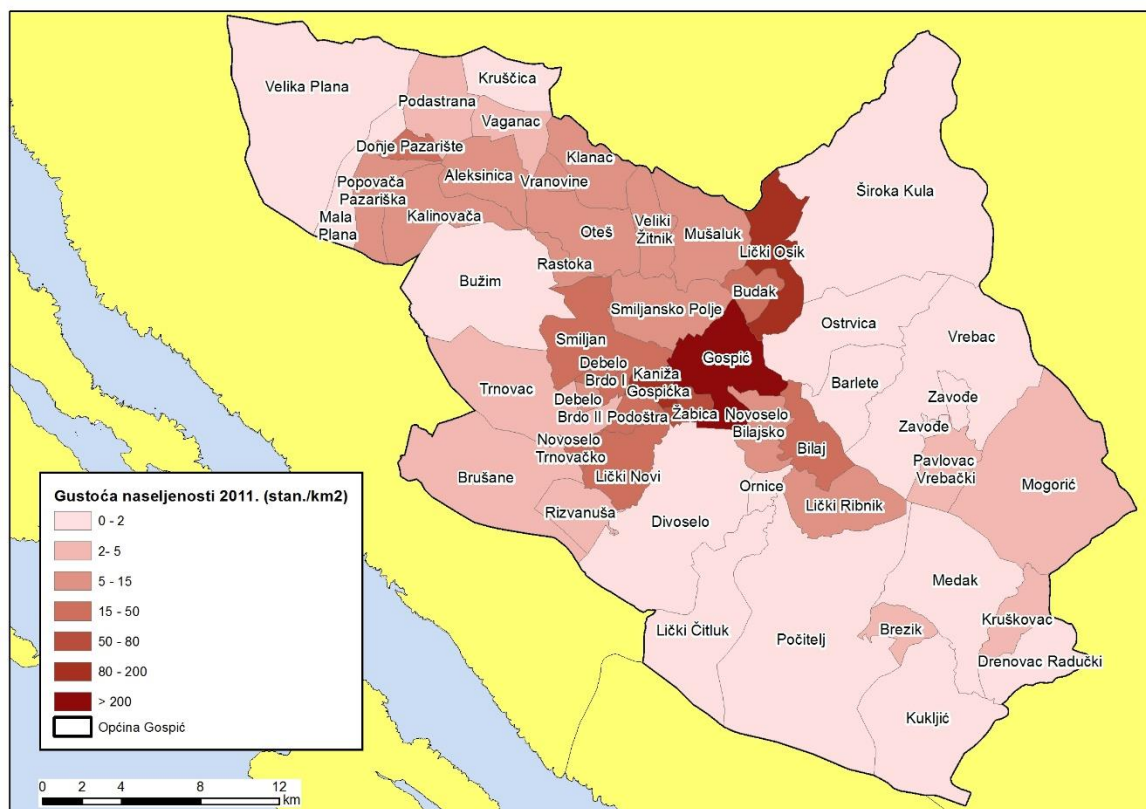 Velika Plana
Kruščica
Podastrana
Vaganac
Donje Pazarište
Klanac
Aleksinica
Vranovine
Popovača
Pazariška
Široka Kula
Kalinovača
Mala
Plana
Oteš
Veliki
Žitnik
Mušaluk
Lički Osik
Rastoka
Bužim
Budak
Smiljansko Polje
Ostrvica
Vrebac
Smiljan
Gospić
Debelo
Brdo I
Kaniža
Gospićka
Trnovac
Barlete
Debelo
Brdo II
Podoštra
Žabica
Novoselo
Bilajsko
Zavođe
Zavođe
Novoselo
Trnovačko
Bilaj
Pavlovac
Vrebački
Brušane
Lički Novi
Ornice
Mogorić
Lički Ribnik
Rizvanuša
Divoselo
Medak
Kruškovac
Lički Čitluk
Počitelj
Brezik
Drenovac Radučki
Kukljić
Gustoća naseljenosti 2011. (stan./km2)
0 - 2
2- 5
5 - 15
15 - 50
50 - 80
80 - 200
> 200
Općina Gospić
0 2 4 8 12
km